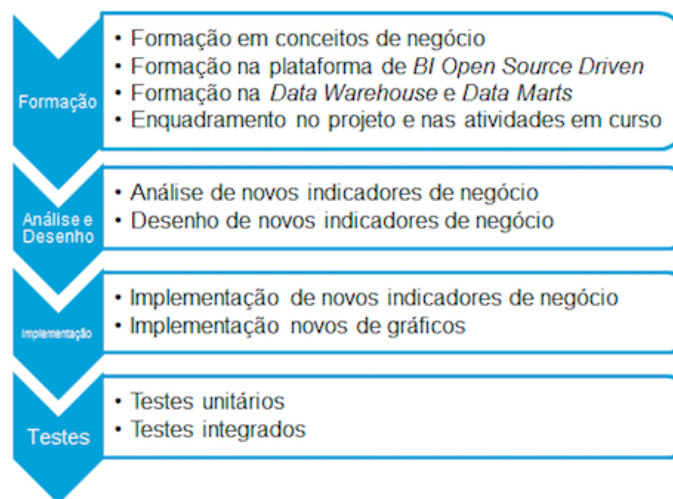 Formação
• Formação em conceitos de negócio
• Formação na plataforma de BI Open Source Driven
• Formação na Data Warehouse e Data Marts
• Enquadramento no projeto e nas atividades em curso
Análise e
Desenho
• Análise de novos indicadores de negócio
• Desenho de novos indicadores de negócio
Implementação
• Implementação de novos indicadores de negócio
• Implementação novos de gráficos
Testes
• Testes unitários
• Testes integrados